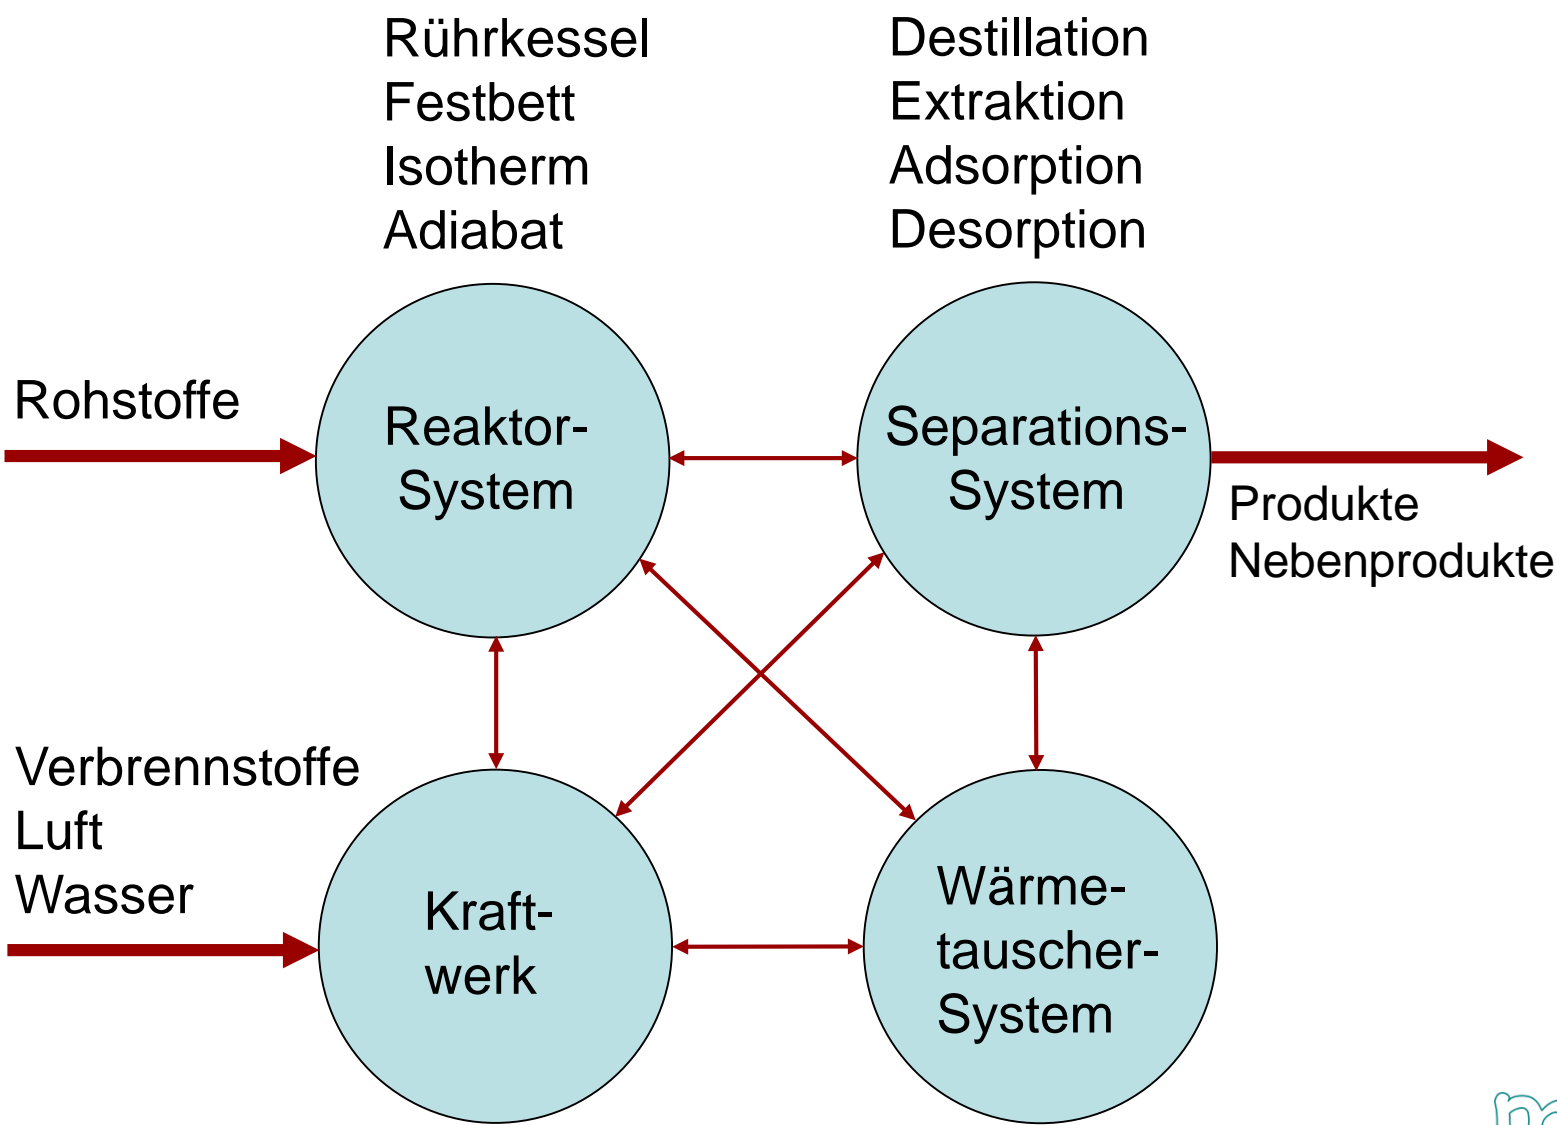 Rührkessel
Festbett
Isotherm
Adiabat
Destillation
Extraktion
Adsorption
Desorption
Rohstoffe
Reaktor-
System
Separations-
System
Produkte
Nebenprodukte
Verbrennstoffe
Luft
Wasser
Kraft-
werk
Wärme-
tauscher-
System